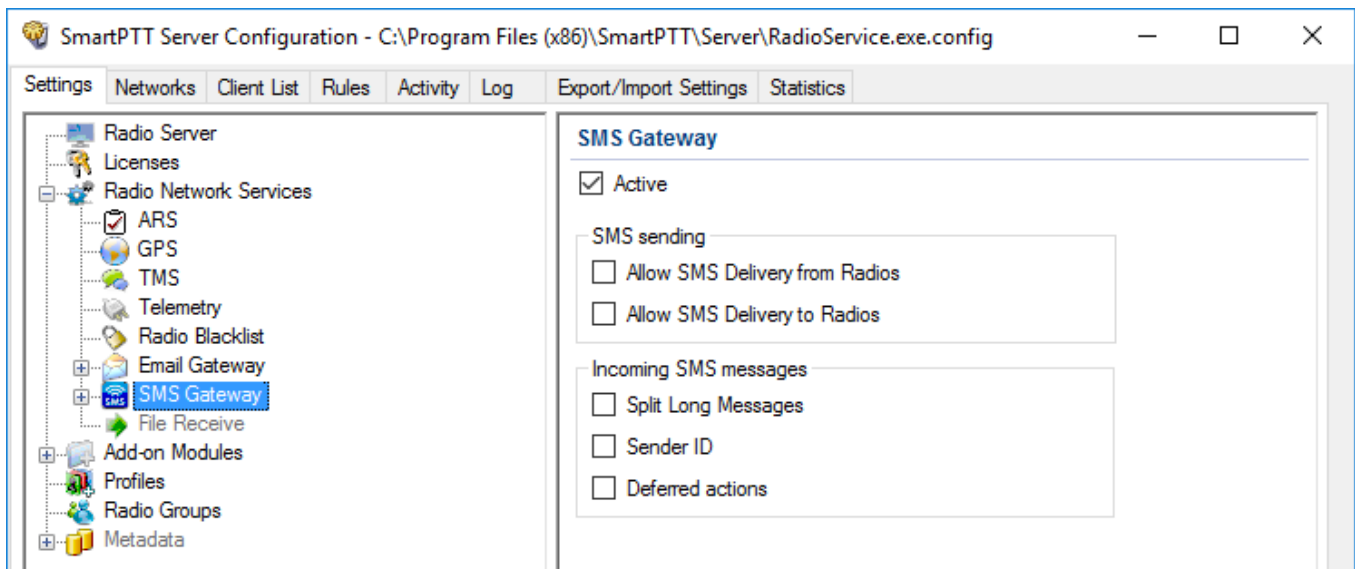 SmartPTT Server Configuration - C:\Program Files (x86)\SmartPTT\Server\RadioService.exe.config
Settings Networks Client List Rules Activity Log Export/Import Settings Statistics
Radio Server
Licenses
Radio Network Services
ARS
GPS
TMS
Telemetry
Radio Blacklist
Email Gateway
SMS SMS Gateway
File Receive
Add-on Modules
Profiles
Radio Groups
Metadata
SMS Gateway
Active
SMS sending
Allow SMS Delivery from Radios
Allow SMS Delivery to Radios
Incoming SMS messages
Split Long Messages
Sender ID
Deferred actions